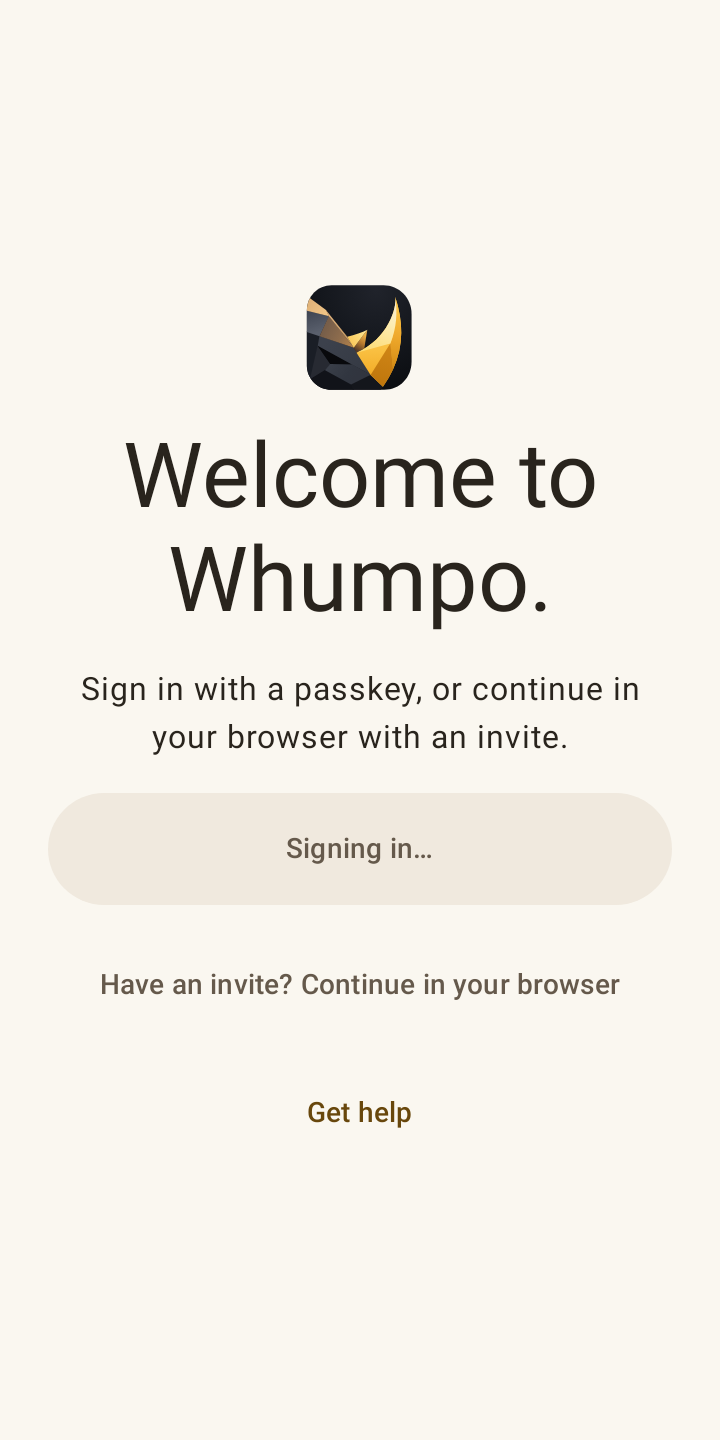 Welcome to
Whumpo.
Sign in with a passkey, or continue in
your browser with an invite.
Signing in…
Have an invite? Continue in your browser
Get help